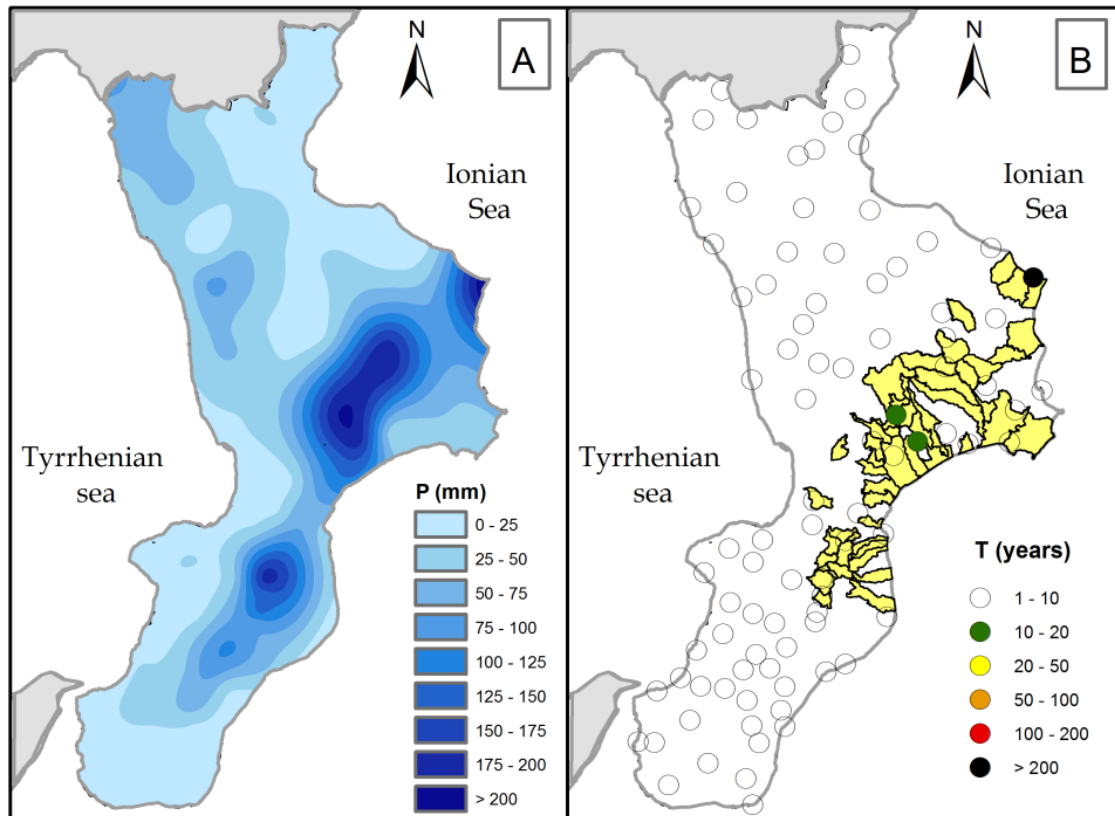 N
A
Ionian
Sea
Tyrrhenian
sea
P (mm)
0 - 25
25 - 50
50 - 75
75 - 100
100 - 125
125 - 150
150 - 175
175 - 200
> 200
N
B
Ionian
Sea
Tyrrhenian
sea
T (years)
1 - 10
10 - 20
20 - 50
50 - 100
100 - 200
> 200